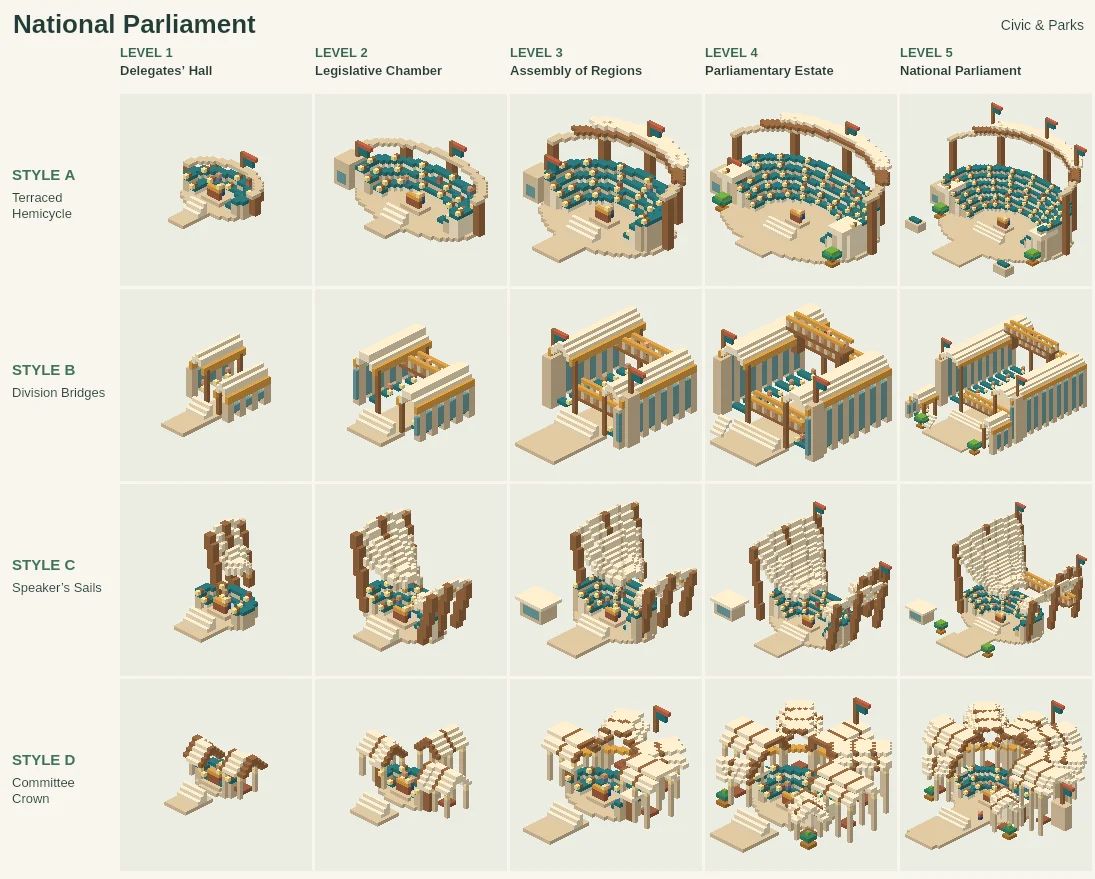 National Parliament
Civic & Parks
LEVEL 1
Delegates’ Hall
LEVEL 2
Legislative Chamber
LEVEL 3
Assembly of Regions
LEVEL 4
Parliamentary Estate
LEVEL 5
National Parliament
STYLE A
Terraced
Hemicycle
STYLE B
Division Bridges
STYLE C
Speaker’s Sails
STYLE D
Committee
Crown